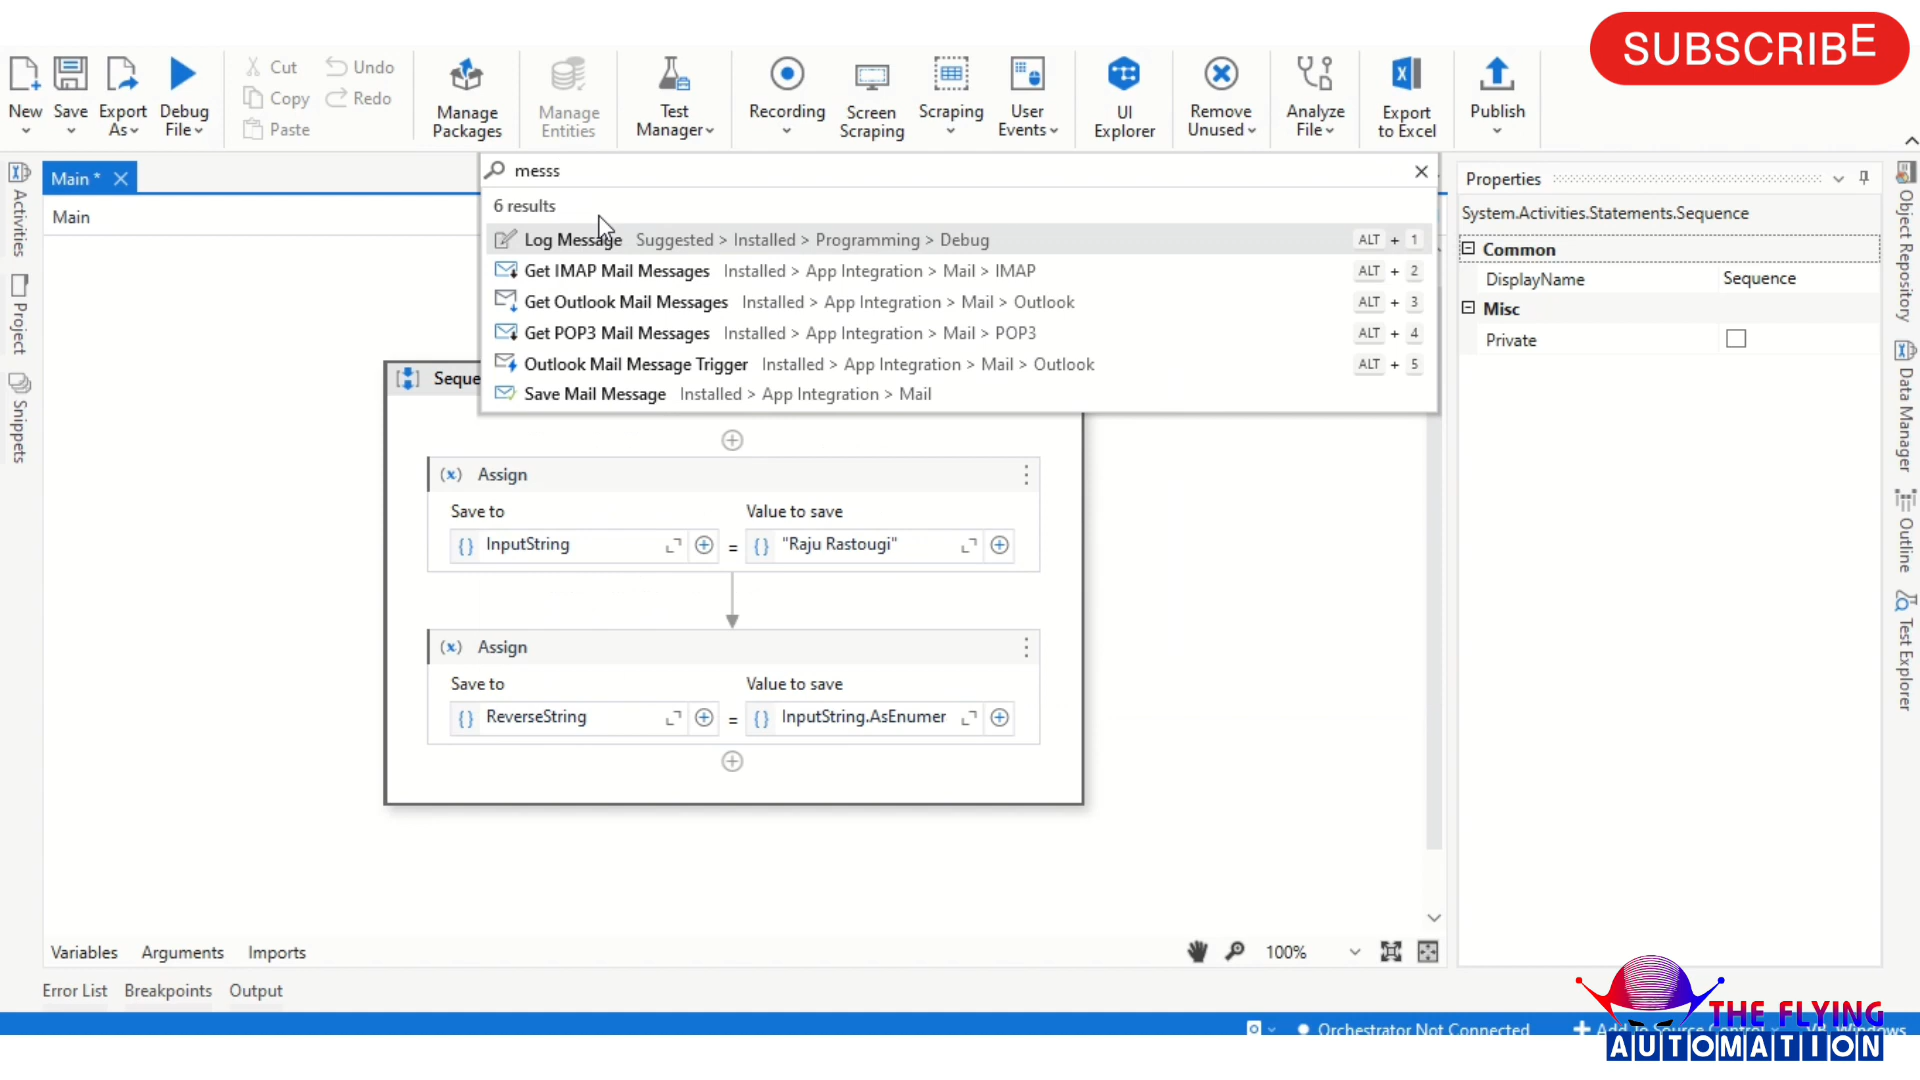 SUBSCRIBE
New
Save
Export As
Debug File
Cut
Copy
Paste
Undo
Redo
Manage Packages
Manage Entities
Test Manager
Recording
Screen Scraping
Scraping
User Events
UI Explorer
Remove Unused
Analyze File
Export to Excel
Publish
Main *
Main
messs
6 results
Log Message Suggested > Installed > Programming > Debug ALT + 1
Get IMAP Mail Messages Installed > App Integration > Mail > IMAP ALT + 2
Get Outlook Mail Messages Installed > App Integration > Mail > Outlook ALT + 3
Get POP3 Mail Messages Installed > App Integration > Mail > POP3 ALT + 4
Outlook Mail Message Trigger Installed > App Integration > Mail > Outlook ALT + 5
Save Mail Message Installed > App Integration > Mail
Activities
Project
Snippets
Seque
(x) Assign
Save to Value to save
{} InputString = {} "Raju Rastougi"
(x) Assign
Save to Value to save
{} ReverseString = {} InputString.AsEnumer
Properties
System.Activities.Statements.Sequence
Common
DisplayName Sequence
Misc
Private
Object Repository
Data Manager
Outline
Test Explorer
Variables Arguments Imports
100%
Error List Breakpoints Output
Orchestrator Not Connected
Add To Source Control
VB
Windows
THE FLYING
AUTOMATION